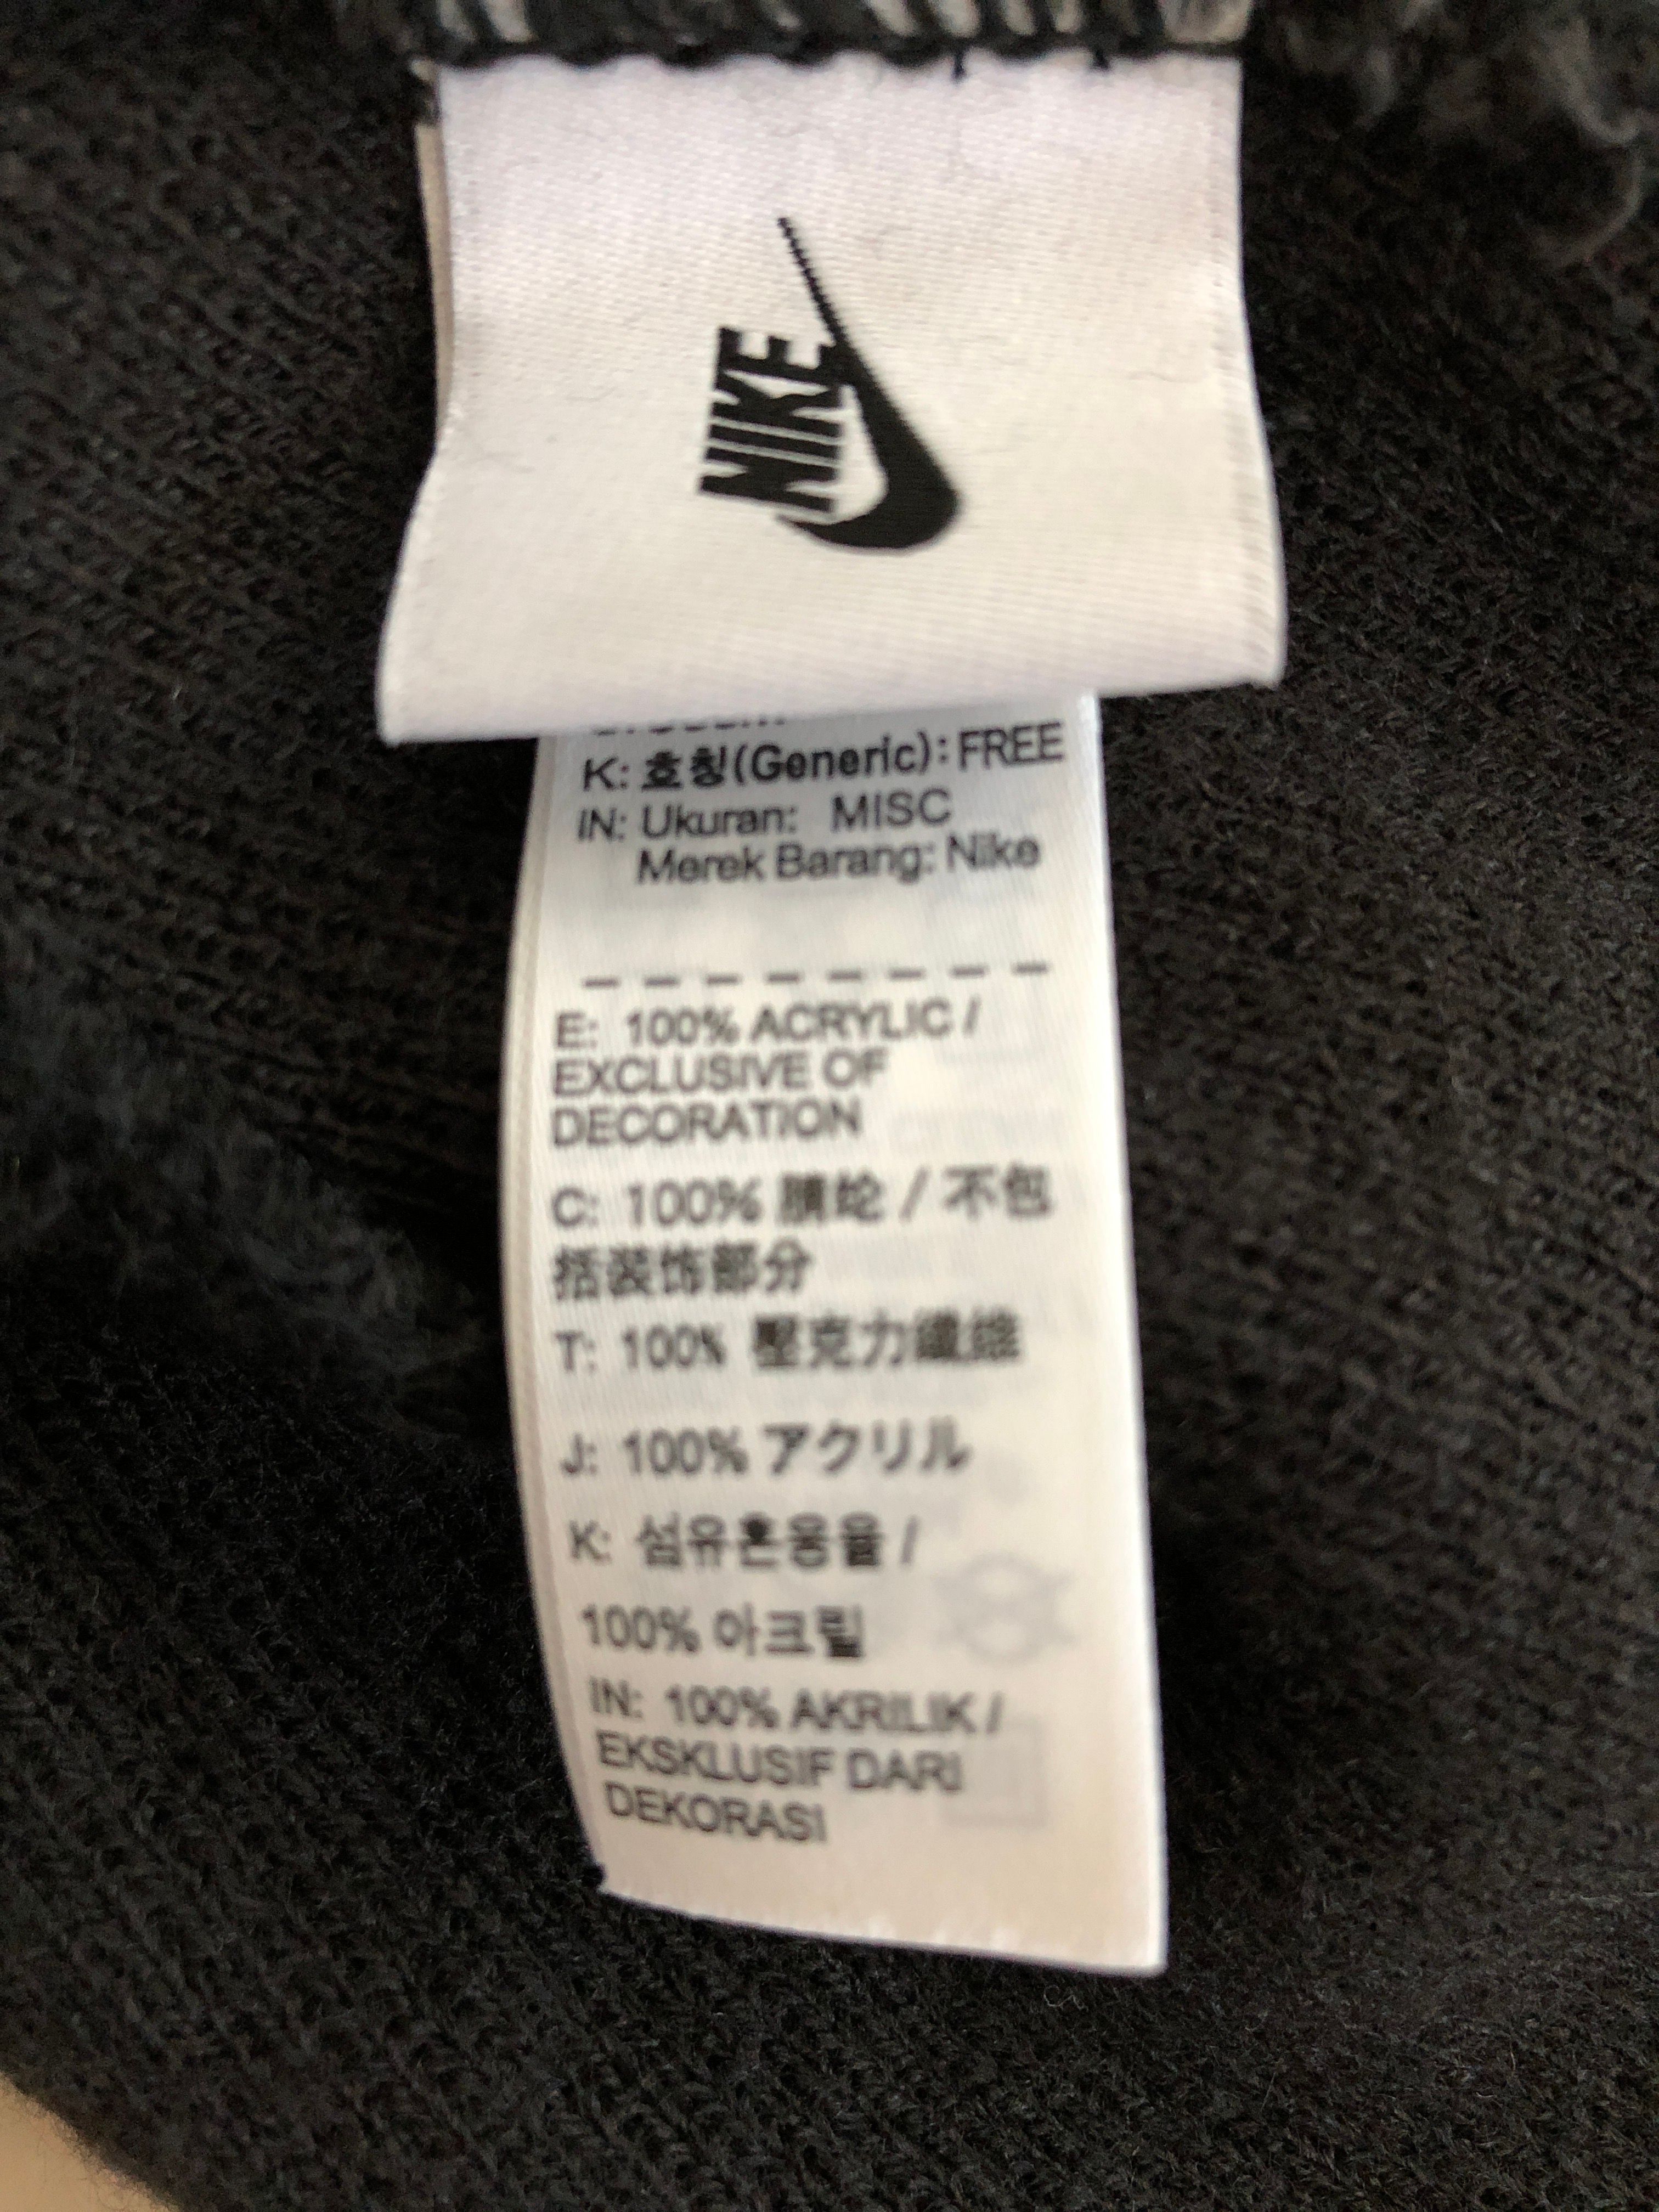 NIKE
K: 호칭(Generic): FREE
IN: Ukuran: MISC
Merek Barang: Nike
E: 100% ACRYLIC /
EXCLUSIVE OF
DECORATION
C: 100% 腈纶 / 不包
括装饰部分
T: 100% 壓克力纖維
J: 100% アクリル
K: 섬유혼용율 /
100% 아크릴
IN: 100% AKRILIK /
EKSKLUSIF DARI
DEKORASI